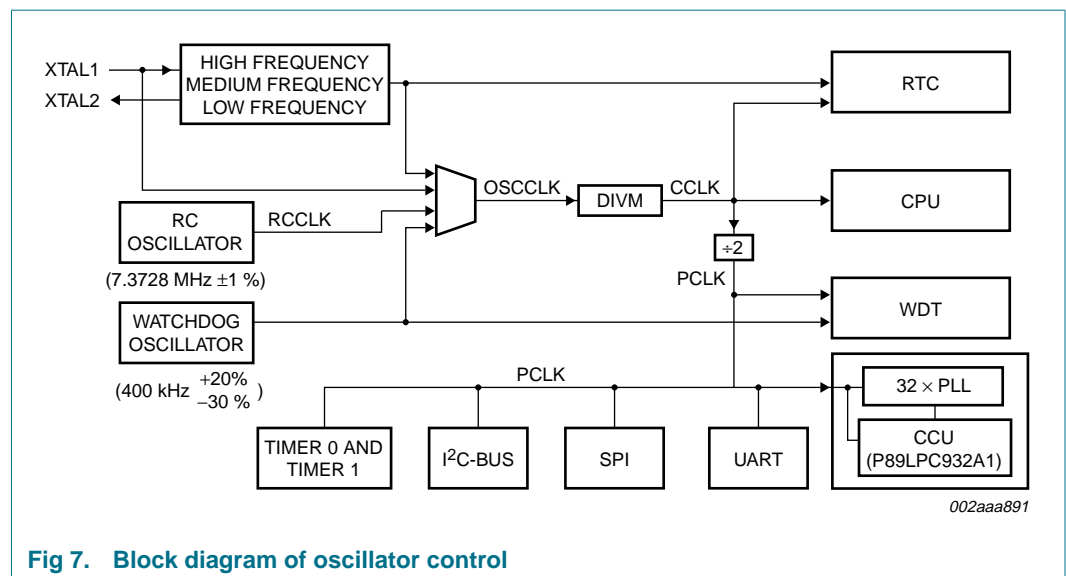 XTAL1
XTAL2
HIGH FREQUENCY
MEDIUM FREQUENCY
LOW FREQUENCY
RTC
OSCCLK
DIVM
CCLK
CPU
RC
OSCILLATOR
RCCLK
(7.3728 MHz ±1 %)
÷2
PCLK
WDT
WATCHDOG
OSCILLATOR
(400 kHz +20% −30 %)
PCLK
32 × PLL
CCU
(P89LPC932A1)
TIMER 0 AND
TIMER 1
I²C-BUS
SPI
UART
002aaa891
Fig 7. Block diagram of oscillator control